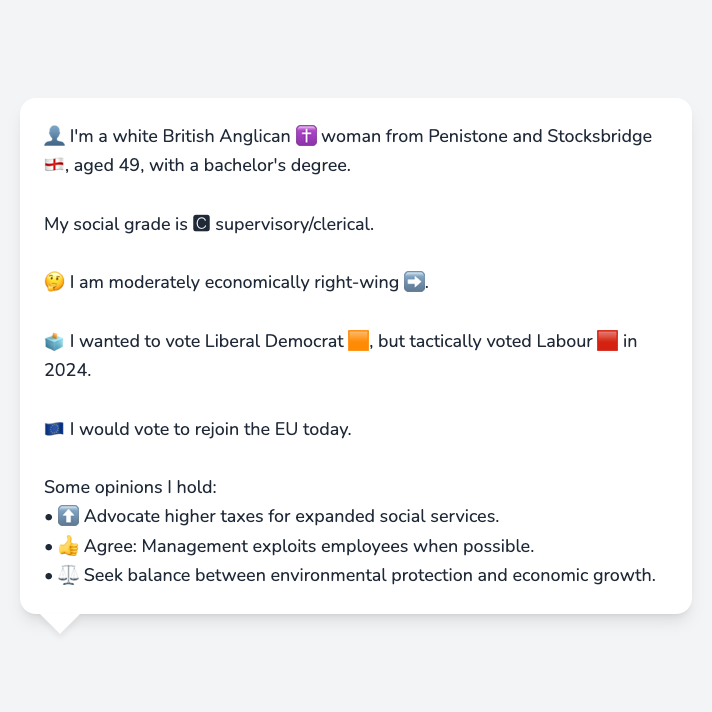 👤 I'm a white British Anglican ✝️ woman from Penistone and Stocksbridge
🏴󠁧󠁢󠁥󠁮󠁧󠁿, aged 49, with a bachelor's degree.
My social grade is 🅲 supervisory/clerical.
🤔 I am moderately economically right-wing ➡️.
🗳️ I wanted to vote Liberal Democrat 🟧, but tactically voted Labour 🟥 in
2024.
🇪🇺 I would vote to rejoin the EU today.
Some opinions I hold:
• ⬆️ Advocate higher taxes for expanded social services.
• 👍 Agree: Management exploits employees when possible.
• ⚖️ Seek balance between environmental protection and economic growth.